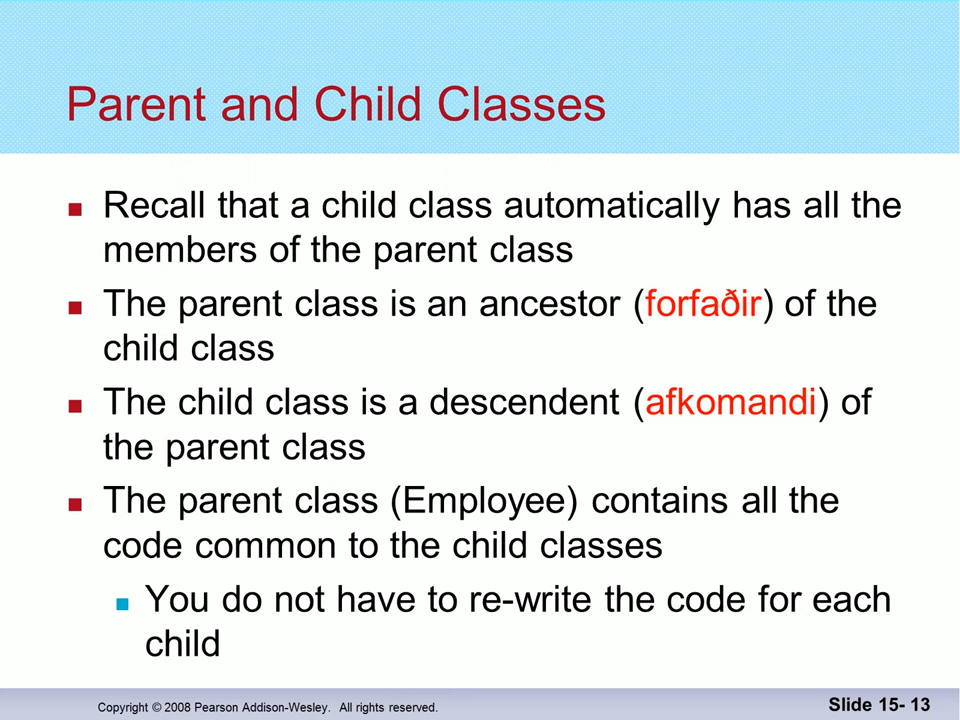 Parent and Child Classes
Recall that a child class automatically has all the
members of the parent class
The parent class is an ancestor (forfaðir) of the
child class
The child class is a descendent (afkomandi) of
the parent class
The parent class (Employee) contains all the
code common to the child classes
You do not have to re-write the code for each
child
Copyright © 2008 Pearson Addison-Wesley. All rights reserved.
Slide 15- 13